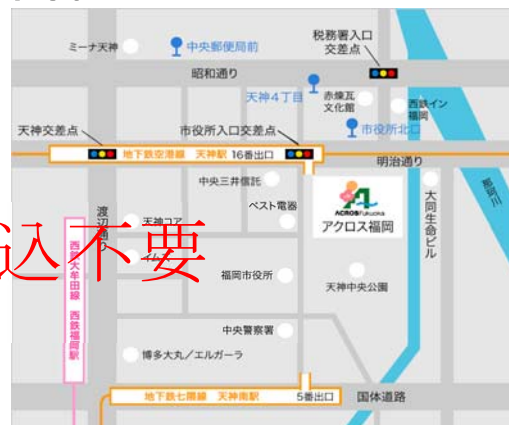 ミーナ天神
中央郵便局前
税務署入口
交差点
昭和通り
天神4丁目
赤煉瓦
文化館
西鉄イン
福岡
市役所北口
天神交差点
市役所入口交差点
地下鉄空港線 天神駅 16番出口
明治通り
中央三井信託
ベスト電器
ACROS FUKUOKA
アクロス福岡
大同生命ビル
那珂川
渡辺通り
天神コア
込不要
イムズ
西鉄大牟田線 西鉄福岡駅
福岡市役所
天神中央公園
中央警察署
博多大丸/エルガーラ
地下鉄七隈線 天神南駅 5番出口
国体道路